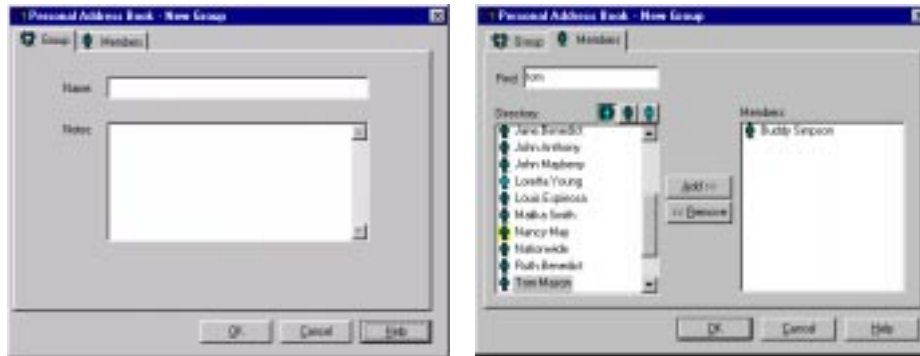 Personal Address Book - New Group
Group Members
Name:
Notes:
OK Cancel Help
Personal Address Book - New Group
Group Members
Find: tom
Directory:
Members:
Jane Benedict
John Anthony
John Mayberry
Loretta Young
Louis Espinosa
Martha Smith
Nancy May
Nationwide
Ruth Benedict
Tom Mason
Buddy Simpson
Add >>
<< Remove
OK Cancel Help